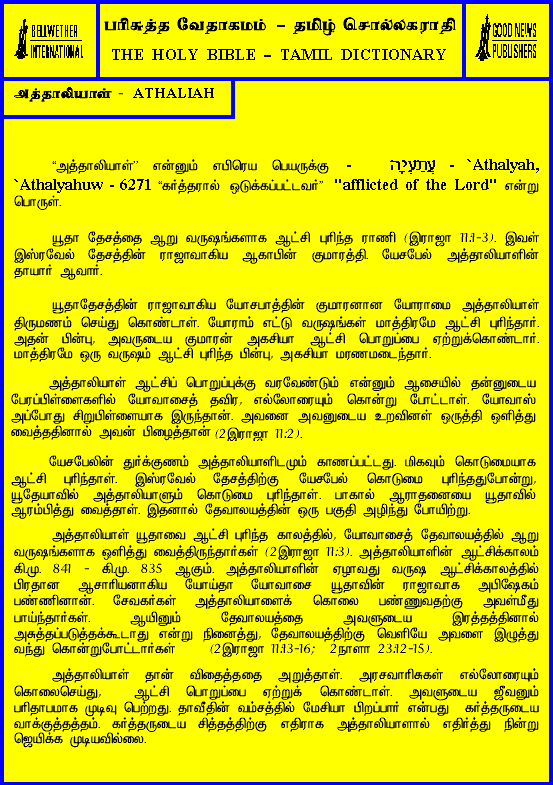 BELLWETHER
INTERNATIONAL
பரிசுத்த வேதாகமம் – தமிழ் சொல்லகராதி
THE HOLY BIBLE – TAMIL DICTIONARY
GOOD NEWS
PUBLISHERS
அத்தாலியாள் - ATHALIAH
“அத்தாலியாள்’’ என்னும் எபிரெய பெயருக்கு - - `Athalyah,
`Athalyahuw - 6271 “கர்த்தரால் ஒடுக்கப்பட்டவர்” "afflicted of the Lord" என்று
பொருள்.
யூதா தேசத்தை ஆறு வருஷங்களாக ஆட்சி புரிந்த ராணி (இராஜா 11:1-3). இவள்
இஸ்ரவேல் தேசத்தின் ராஜாவாகிய ஆகாபின் குமாரத்தி. யேசபேல் அத்தாலியாளின்
தாயார் ஆவார்.
யூதாதேசத்தின் ராஜாவாகிய யோசபாத்தின் குமாரனான யோராமை அத்தாலியாள்
திருமணம் செய்து கொண்டாள். யோராம் எட்டு வருஷங்கள் மாத்திரமே ஆட்சி புரிந்தார்.
அதன் பின்பு, அவருடைய குமாரன் அகசியா ஆட்சி பொறுப்பை ஏற்றுக்கொண்டார்.
மாத்திரமே ஒரு வருஷம் ஆட்சி புரிந்த பின்பு, அகசியா மரணமடைந்தார்.
அத்தாலியாள் ஆட்சிப் பொறுப்புக்கு வரவேண்டும் என்னும் ஆசையில் தன்னுடைய
பேரப்பிள்ளைகளில் யோவாசைத் தவிர, எல்லோரையும் கொன்று போட்டாள். யோவாஸ்
அப்போது சிறுபிள்ளையாக இருந்தான். அவனை அவனுடைய உறவினள் ஒருத்தி ஒளித்து
வைத்ததினால் அவன் பிழைத்தான் (2இராஜா 11:2).
யேசபேலின் துர்க்குணம் அத்தாலியாளிடமும் காணப்பட்டது. மிகவும் கொடுமையாக
ஆட்சி புரிந்தாள். இஸ்ரவேல் தேசத்திற்கு யேசபேல் கொடுமை புரிந்ததுபோன்று,
யூதேயாவில் அத்தாலியாளும் கொடுமை புரிந்தாள். பாகால் ஆராதனையை யூதாவில்
ஆரம்பித்து வைத்தாள். இதனால் தேவாலயத்தின் ஒரு பகுதி அழிந்து போயிற்று.
அத்தாலியாள் யூதாவை ஆட்சி புரிந்த காலத்தில், யோவாசைத் தேவாலயத்தில் ஆறு
வருஷங்களாக ஒளித்து வைத்திருந்தார்கள் (2இராஜா 11:3). அத்தாலியாளின் ஆட்சிக்காலம்
கி.மு. 841 – கி.மு. 835 ஆகும். அத்தாலியாளின் ஏழாவது வருஷ ஆட்சிக்காலத்தில்
பிரதான ஆசாரியனாகிய யோய்தா யோவாசை யூதாவின் ராஜாவாக அபிஷேகம்
பண்ணினான். சேவகர்கள் அத்தாலியாளைக் கொலை பண்ணுவதற்கு அவள்மீது
பாய்ந்தார்கள். ஆயினும் தேவாலயத்தை அவளுடைய இரத்தத்தினால்
அசுத்தப்படுத்தக்கூடாது என்று நினைத்து, தேவாலயத்திற்கு வெளியே அவளை இழுத்து
வந்து கொன்றுபோட்டார்கள் (2இராஜா 11:13-16; 2நாளா 23:12-15).
அத்தாலியாள் தான் விதைத்ததை அறுத்தாள். அரசவாரிசுகள் எல்லோரையும்
கொலைசெய்து, ஆட்சி பொறுப்பை ஏற்றுக் கொண்டாள். அவளுடைய ஜீவனும்
பரிதாபமாக முடிவு பெற்றது. தாவீதின் வம்சத்தில் மேசியா பிறப்பார் என்பது கர்த்தருடைய
வாக்குத்தத்தம். கர்த்தருடைய சித்தத்திற்கு எதிராக அத்தாலியாளால் எதிர்த்து நின்று
ஜெயிக்க முடியவில்லை.